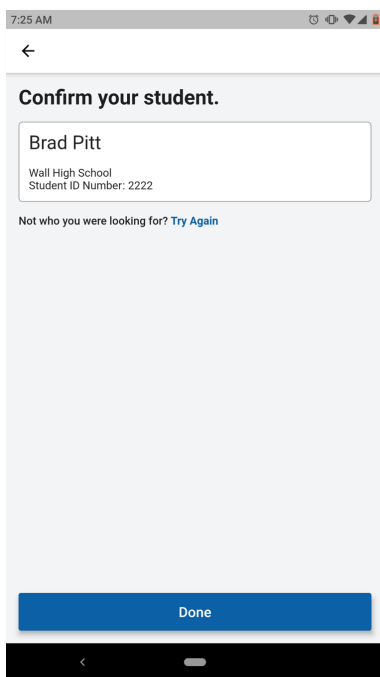 7:25 AM
Confirm your student.
Brad Pitt
Wall High School
Student ID Number: 2222
Not who you were looking for? Try Again
Done